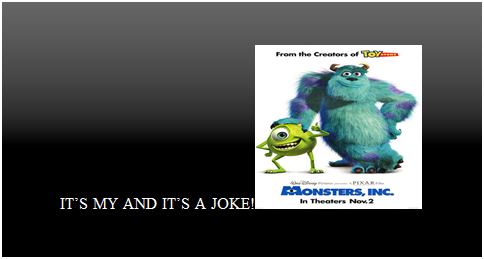 From the Creators of TOY STORY
WALT DISNEY PICTURES presents A PIXAR Film
MONSTERS, INC.
In Theaters Nov.2
IT'S MY AND IT'S A JOKE!